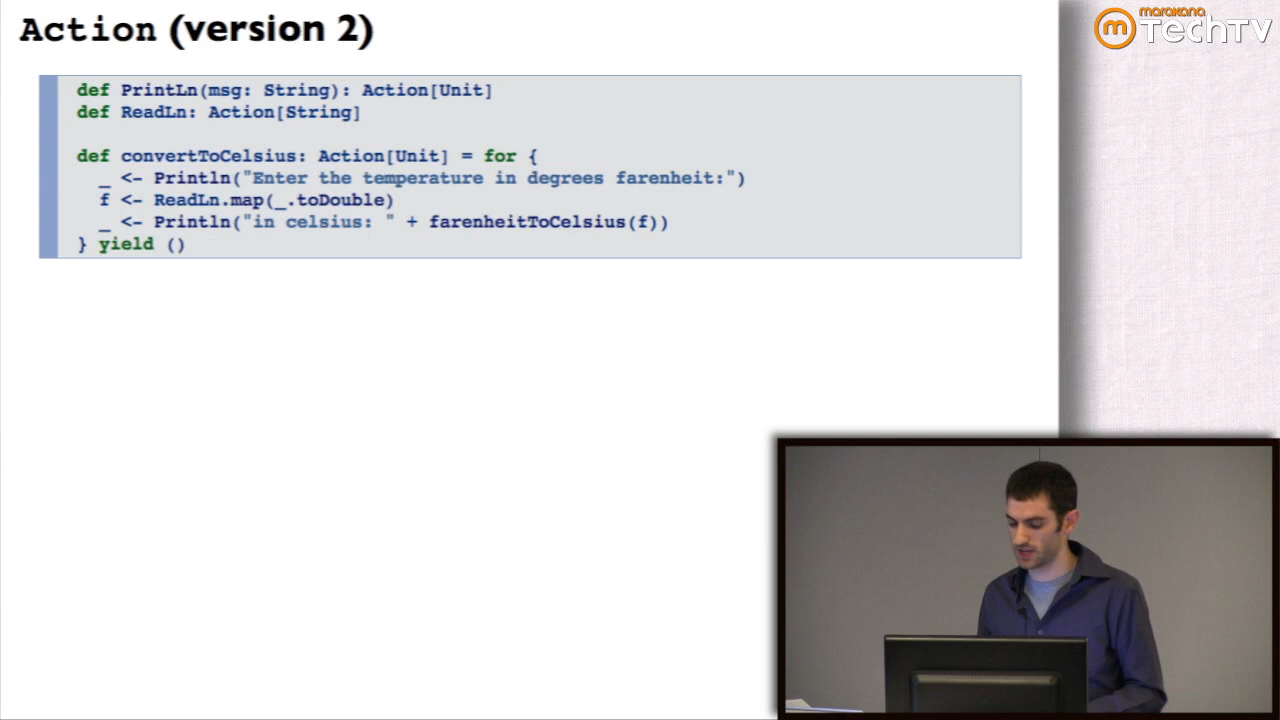 Action (version 2)
marakana
m TechTV
def PrintLn(msg: String): Action[Unit]
def ReadLn: Action[String]
def convertToCelsius: Action[Unit] = for {
_ <- Println("Enter the temperature in degrees farenheit:")
f <- ReadLn.map(_.toDouble)
_ <- Println("in celsius: " + farenheitToCelsius(f))
} yield ()